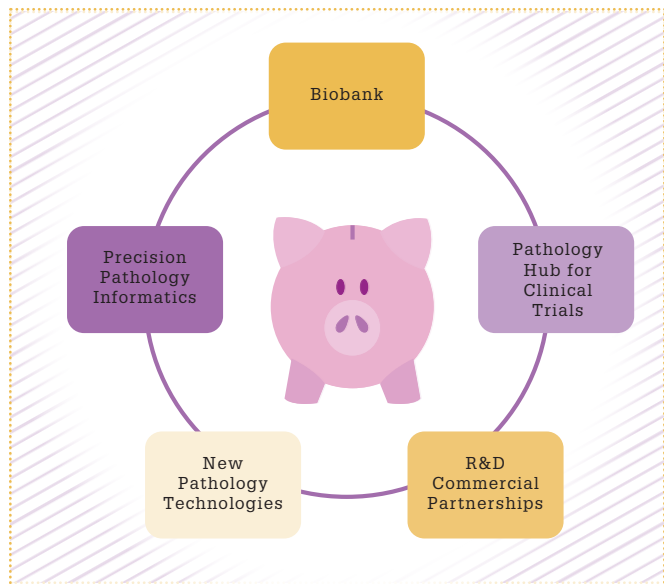 Biobank
Pathology
Hub for
Clinical
Trials
R&D
Commercial
Partnerships
New
Pathology
Technologies
Precision
Pathology
Informatics